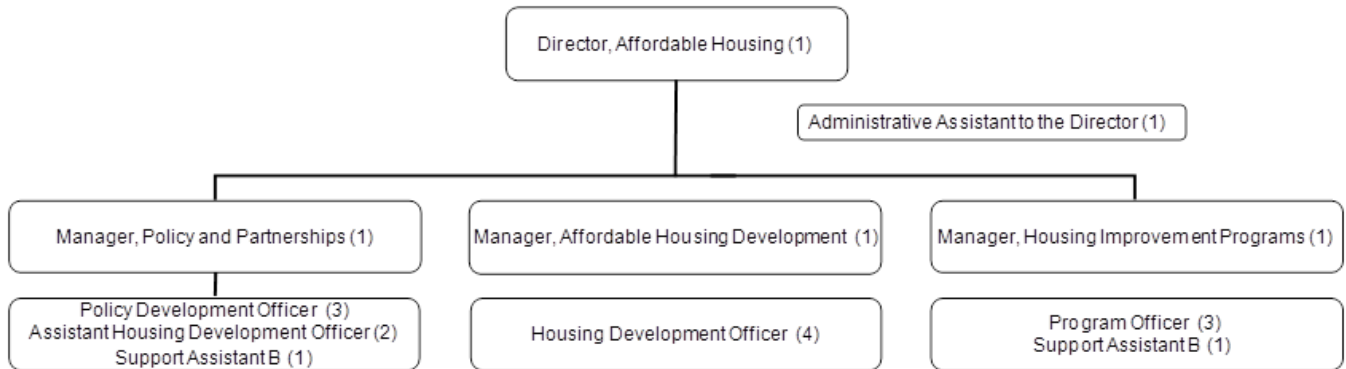 Director, Affordable Housing (1)
Administrative Assistant to the Director (1)
Manager, Policy and Partnerships (1)
Manager, Affordable Housing Development (1)
Manager, Housing Improvement Programs (1)
Policy Development Officer (3)
Assistant Housing Development Officer (2)
Support Assistant B (1)
Housing Development Officer (4)
Program Officer (3)
Support Assistant B (1)